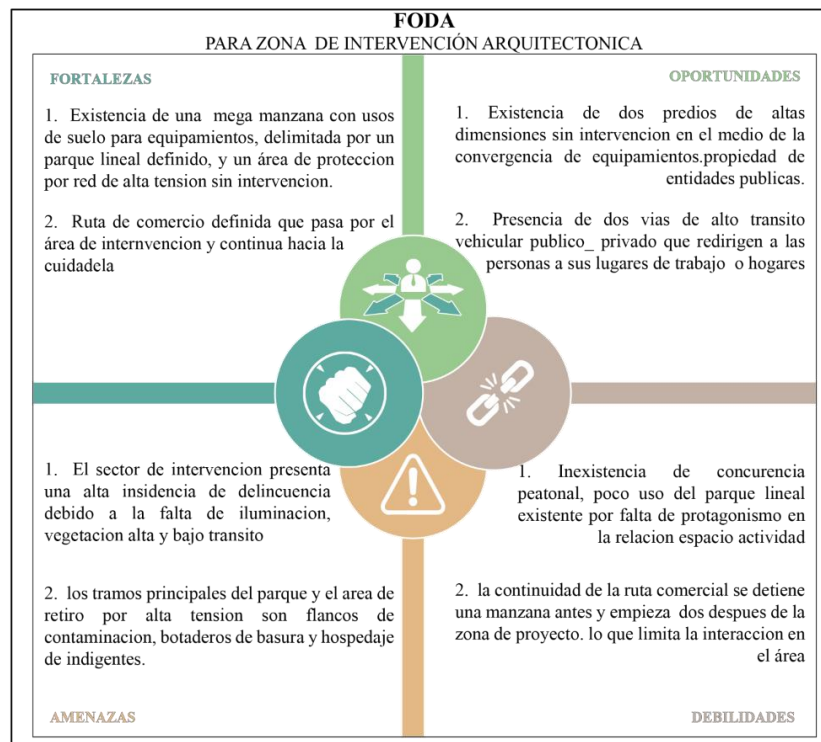 FODA
PARA ZONA DE INTERVENCIÓN ARQUITECTONICA
FORTALEZAS
1. Existencia de una mega manzana con usos
de suelo para equipamientos, delimitada por un
parque lineal definido, y un área de proteccion
por red de alta tension sin intervencion.
2. Ruta de comercio definida que pasa por el
área de internvencion y continua hacia la
cuidadela
OPORTUNIDADES
1. Existencia de dos predios de altas
dimensiones sin intervencion en el medio de la
convergencia de equipamientos.propiedad de
entidades publicas.
2. Presencia de dos vias de alto transito
vehicular publico_ privado que redirigen a las
personas a sus lugares de trabajo o hogares
1. El sector de intervencion presenta
una alta insidencia de delincuencia
debido a la falta de iluminacion,
vegetacion alta y bajo transito
2. los tramos principales del parque y el area de
retiro por alta tension son flancos de
contaminacion, botaderos de basura y hospedaje
de indigentes.
AMENAZAS
1. Inexistencia de concurencia
peatonal, poco uso del parque lineal
existente por falta de protagonismo en
la relacion espacio actividad
2. la continuidad de la ruta comercial se detiene
una manzana antes y empieza dos despues de la
zona de proyecto. lo que limita la interaccion en
el área
DEBILIDADES